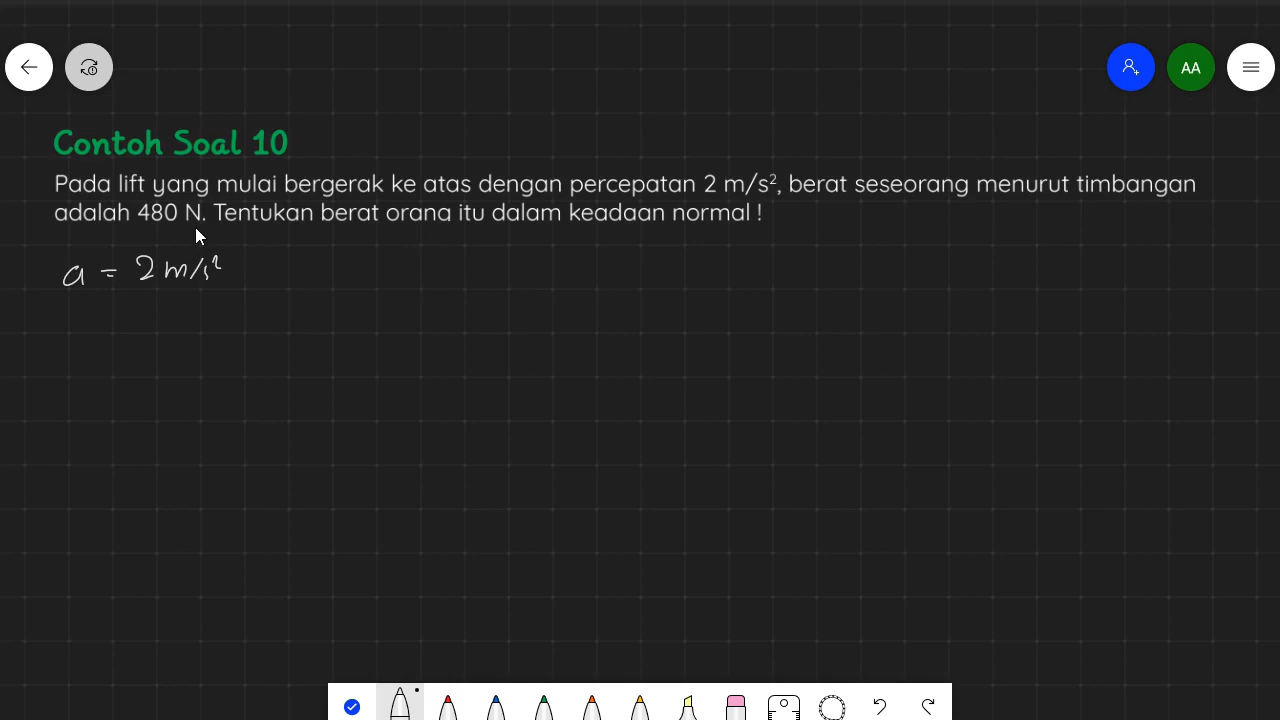 AA
Contoh Soal 10
Pada lift yang mulai bergerak ke atas dengan percepatan 2 m/s², berat seseorang menurut timbangan
adalah 480 N. Tentukan berat orang itu dalam keadaan normal !
a = 2 m/s²